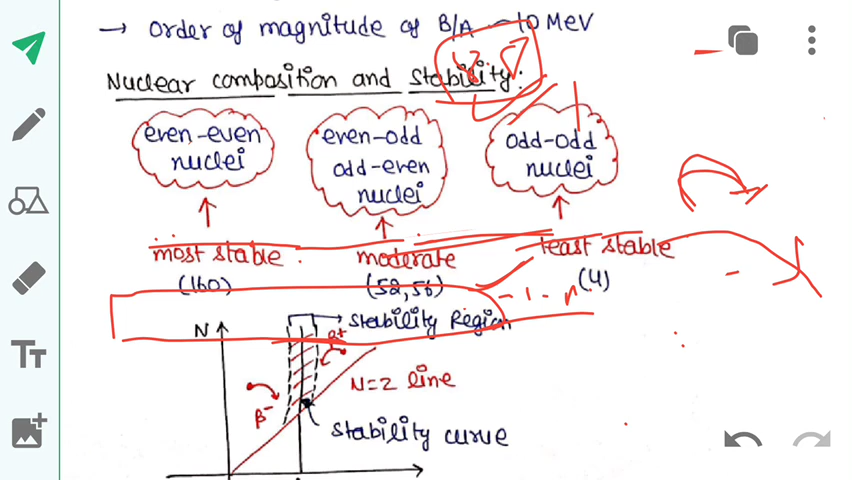 → order of magnitude of B/A ~ 10 MeV
Nuclear composition and stability:
even-even nuclei
even-odd odd-even nuclei
odd-odd nuclei
most stable
moderate
least stable
(160)
(52,56)
(4)
→ Stability Region
N
β+
N=Z line
β-
stability curve
TT